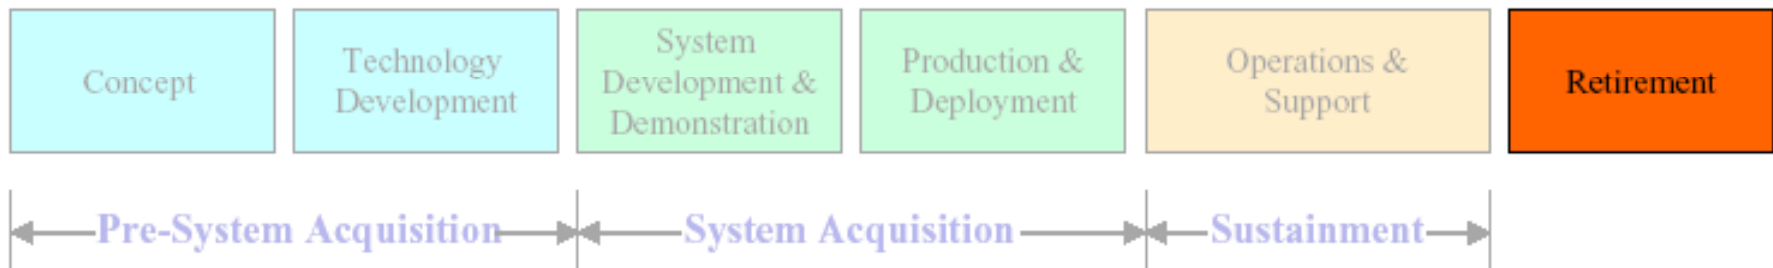 Concept
Technology
Development
System
Development &
Demonstration
Production &
Deployment
Operations &
Support
Retirement
Pre-System Acquisition
System Acquisition
Sustainment